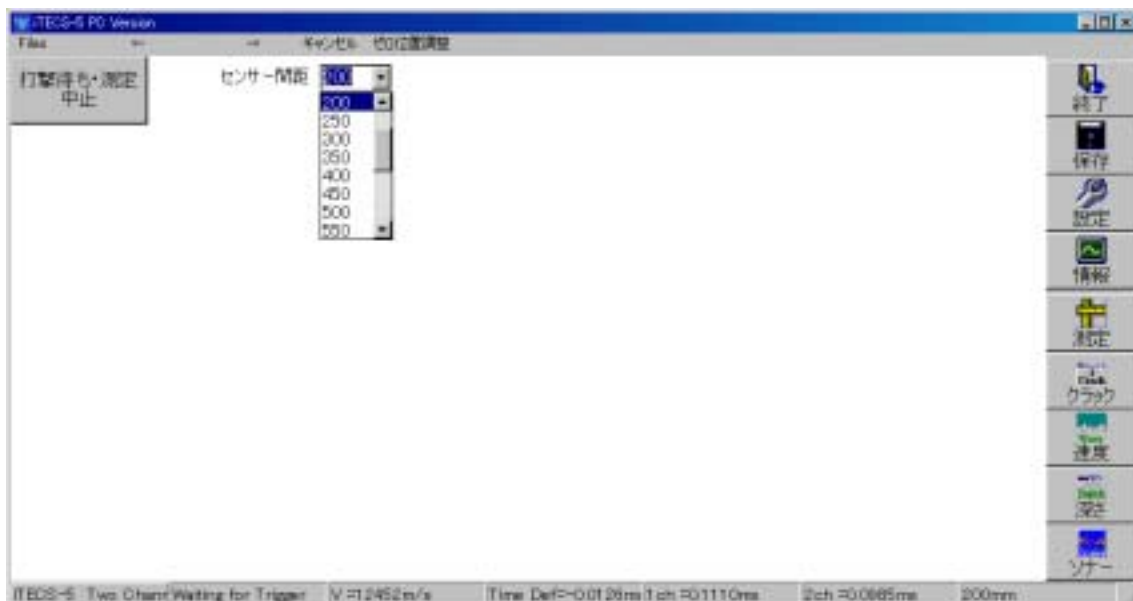 iTECS-5 PC Version
Files ← → キャンセル ゼロ位置調整
打撃待ち・測定
中止
センサー間距 200
200
250
300
350
400
450
500
550
終了
保存
設定
情報
測定
Crack
クラック
速度
深さ
ソナー
iTECS-5 Two Chann Waiting for Trigger V =12452m/s Time Def=-0.0126ms 1ch =0.1110ms 2ch =0.0985ms 200mm